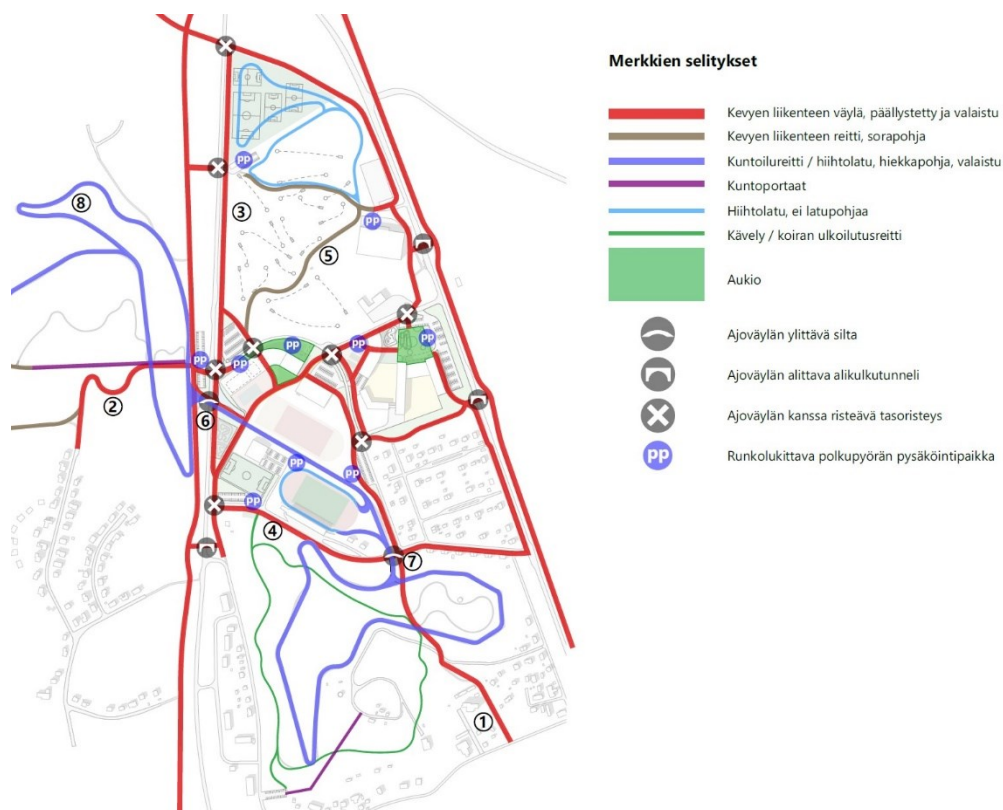 Merkkien selitykset
Kevyen liikenteen väylä, päällystetty ja valaistu
Kevyen liikenteen reitti, sorapohja
Kuntoilureitti / hiihtolatu, hiekkapohja, valaistu
Kuntoportaat
Hiihtolatu, ei latupohjaa
Kävely / koiran ulkoilutusreitti
Aukio
Ajoväylän ylittävä silta
Ajoväylän alittava alikulkutunneli
Ajoväylän kanssa risteävä tasoristeys
PP Runkolukittava polkupyörän pysäköintipaikka
PP
8
3
PP
5
PP
PP
PP
PP
PP
2
6
PP
PP
PP
4
7
1